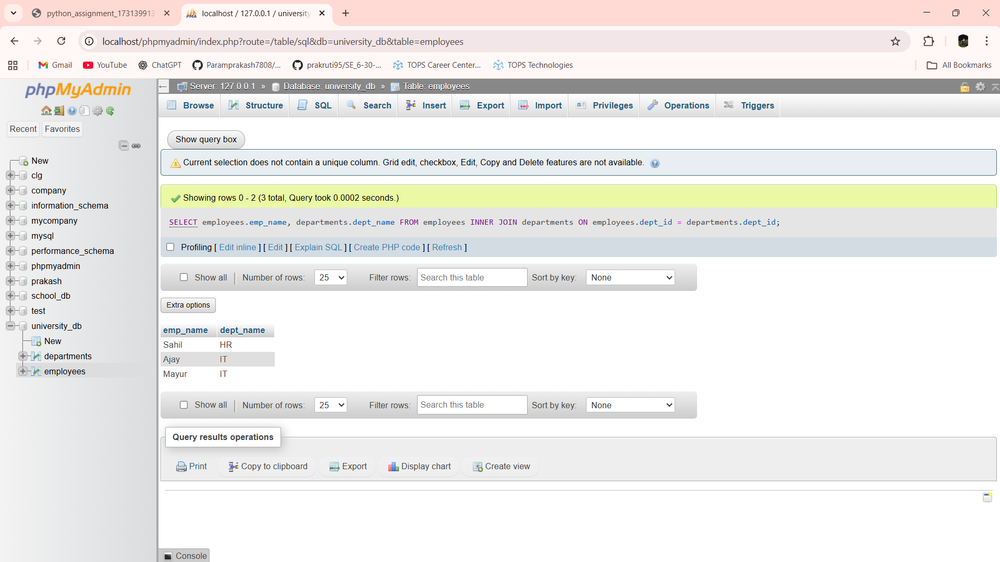 python_assignment_173139913
localhost / 127.0.0.1 / university
localhost/phpmyadmin/index.php?route=/table/sql&db=university_db&table=employees
Gmail YouTube ChatGPT Paramprakash7808/... prakruti95/SE_6-30-... TOPS Career Center... TOPS Technologies All Bookmarks
phpMyAdmin
Recent Favorites
New
clg
company
information_schema
mycompany
mysql
performance_schema
phpmyadmin
prakash
school_db
test
university_db
New
departments
employees
Server: 127.0.0.1 » Database: university_db » Table: employees
Browse Structure SQL Search Insert Export Import Privileges Operations Triggers
Show query box
Current selection does not contain a unique column. Grid edit, checkbox, Edit, Copy and Delete features are not available.
Showing rows 0 - 2 (3 total, Query took 0.0002 seconds.)
SELECT employees.emp_name, departments.dept_name FROM employees INNER JOIN departments ON employees.dept_id = departments.dept_id;
Profiling [ Edit inline ] [ Edit ] [ Explain SQL ] [ Create PHP code ] [ Refresh ]
Show all | Number of rows: 25 Filter rows: Search this table Sort by key: None
Extra options
emp_name dept_name
Sahil HR
Ajay IT
Mayur IT
Show all | Number of rows: 25 Filter rows: Search this table Sort by key: None
Query results operations
Print Copy to clipboard Export Display chart Create view
Console